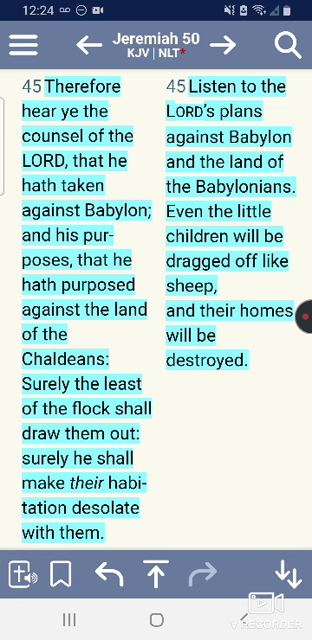 12:24
Jeremiah 50
KJV | NLT*
45 Therefore
hear ye the
counsel of the
LORD, that he
hath taken
against Babylon;
and his pur-
poses, that he
hath purposed
against the land
of the
Chaldeans:
Surely the least
of the flock shall
draw them out:
surely he shall
make their habi-
tation desolate
with them.
45 Listen to the
LORD's plans
against Babylon
and the land of
the Babylonians.
Even the little
children will be
dragged off like
sheep,
and their homes
will be
destroyed.
V RECORDER